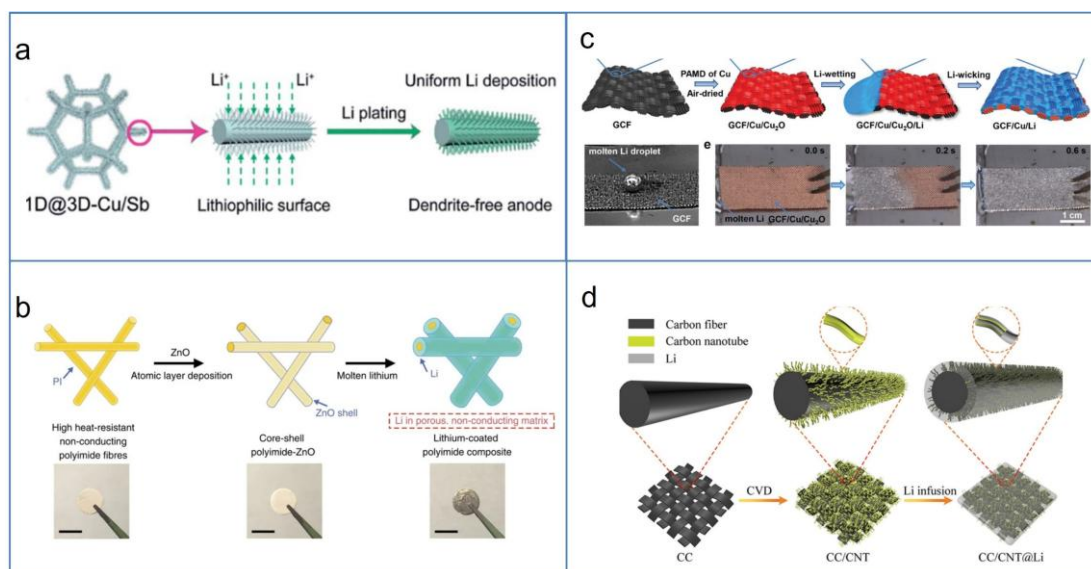 a
Li⁺
Li⁺
Uniform Li deposition
Li plating
1D@3D-Cu/Sb
Lithiophilic surface
Dendrite-free anode
b
ZnO
PI
Atomic layer deposition
Molten lithium
Li
ZnO shell
Li in porous, non-conducting matrix
High heat-resistant
non-conducting
polyimide fibres
Core-shell
polyimide-ZnO
Lithium-coated
polyimide composite
c
PAMD of Cu
Air-dried
Li-wetting
Li-wicking
GCF
GCF/Cu/Cu₂O
GCF/Cu/Cu₂O/Li
GCF/Cu/Li
molten Li droplet
GCF
e
0.0 s
0.2 s
0.6 s
molten Li
GCF/Cu/Cu₂O
1 cm
d
Carbon fiber
Carbon nanotube
Li
CVD
Li infusion
CC
CC/CNT
CC/CNT@Li